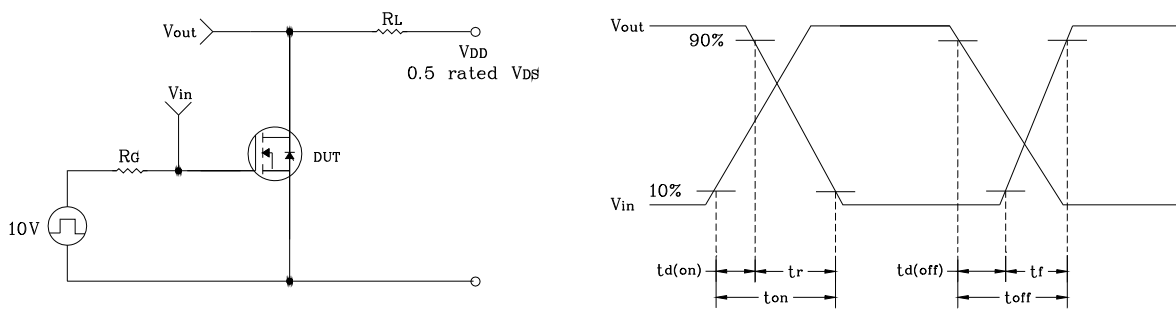 Vout
RL
VDD
0.5 rated VDS
Vin
RG
DUT
10V
Vout
90%
10%
Vin
td(on)
tr
td(off)
tf
ton
toff